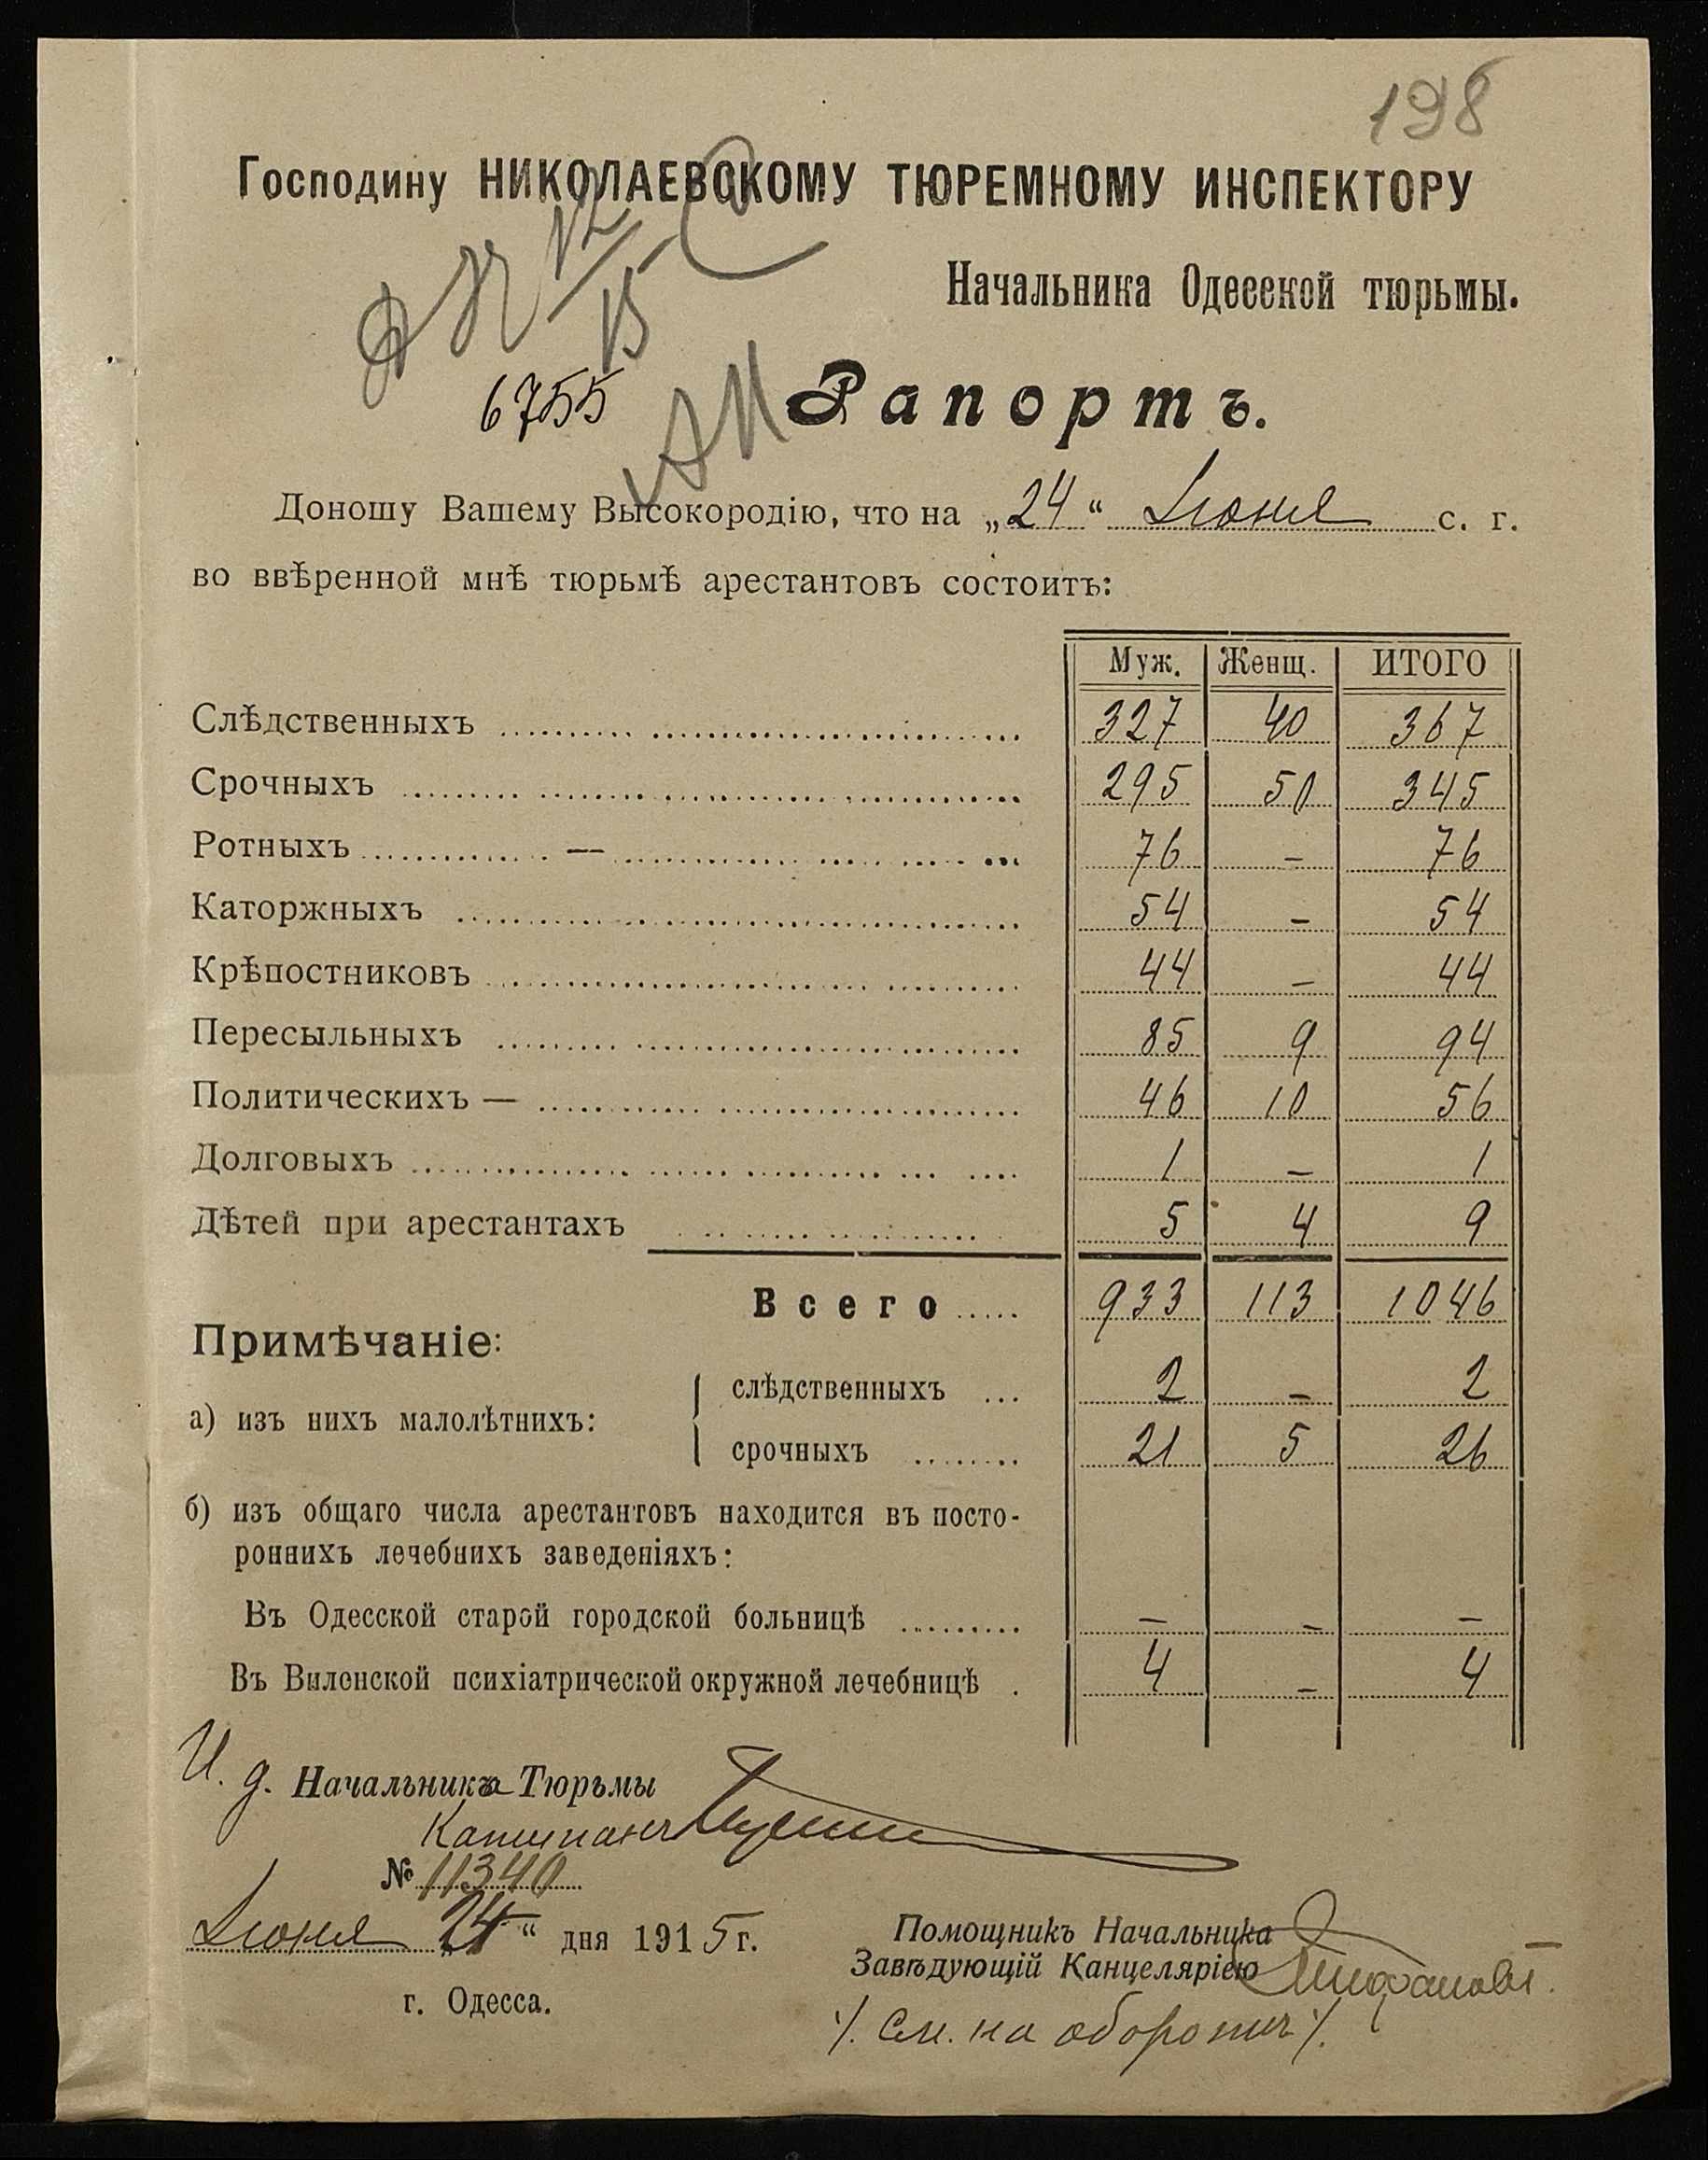 198
Господину НИКОЛАЕВСКОМУ ТЮРЕМНОМУ ИНСПЕКТОРУ
Начальника Одесской тюрьмы.
6755
Рапортъ.
Доношу Вашему Высокородію, что на „24“ Іюня с. г.
во ввѣренной мнѣ тюрьмѣ арестантовъ состоитъ:
Муж. Женщ. ИТОГО
Слѣдственныхъ 327 40 367
Срочныхъ 295 50 345
Ротныхъ — 76 – 76
Каторжныхъ 54 – 54
Крѣпостниковъ 44 – 44
Пересыльныхъ 85 9 94
Политическихъ — 46 10 56
Долговыхъ 1 – 1
Дѣтей при арестантахъ 5 4 9
Всего 933 113 1046
Примѣчаніе:
а) изъ нихъ малолѣтнихъ:
слѣдственныхъ 2 – 2
срочныхъ 21 5 26
б) изъ общаго числа арестантовъ находится въ посто-
роннихъ лечебнихъ заведеніяхъ:
Въ Одесской старой городской больницѣ – – –
Въ Виленской психіатрической окружной лечебницѣ 4 – 4
И. д. Начальника Тюрьмы
Капитанъ
№ 11340
Іюня 24“ дня 1915 г.
г. Одесса.
Помощникъ Начальника
Завѣдующій Канцеляріею
./. См. на оборотѣ ./.